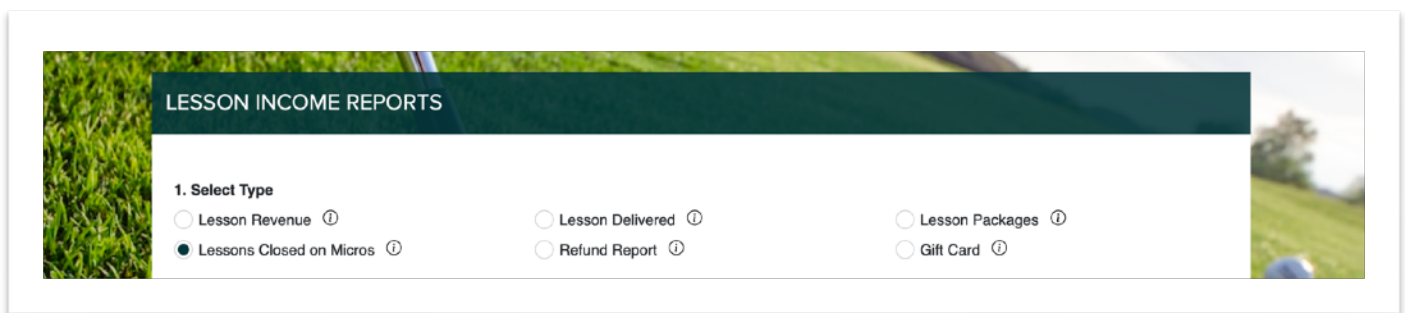 LESSON INCOME REPORTS
1. Select Type
Lesson Revenue
Lesson Delivered
Lesson Packages
Lessons Closed on Micros
Refund Report
Gift Card